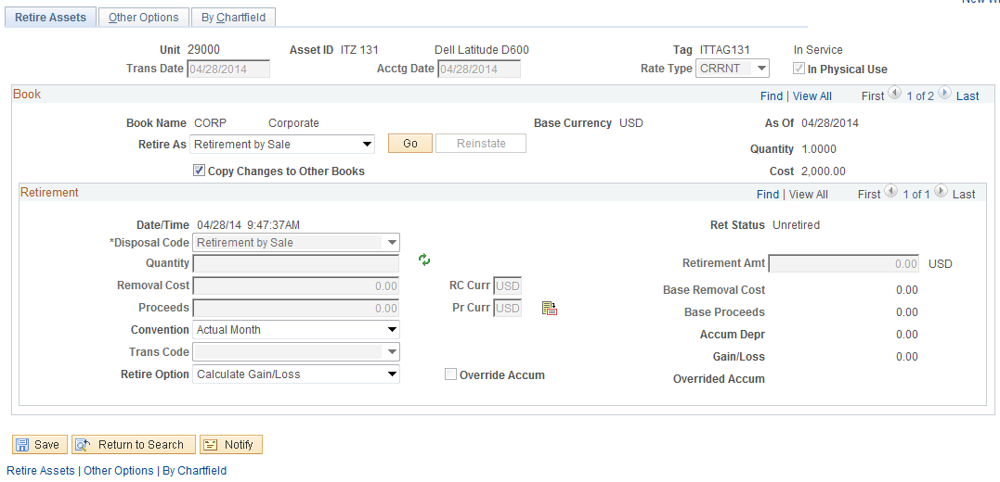 New Wi
Retire Assets Other Options By Chartfield
Unit 29000 Asset ID ITZ 131 Dell Latitude D600 Tag ITTAG131 In Service
Trans Date 04/28/2014 Acctg Date 04/28/2014 Rate Type CRRNT In Physical Use
Book Find | View All First 1 of 2 Last
Book Name CORP Corporate Base Currency USD As Of 04/28/2014
Retire As Retirement by Sale Go Reinstate Quantity 1.0000
Copy Changes to Other Books Cost 2,000.00
Retirement Find | View All First 1 of 1 Last
Date/Time 04/28/14 9:47:37AM Ret Status Unretired
*Disposal Code Retirement by Sale
Quantity Retirement Amt 0.00 USD
Removal Cost 0.00 RC Curr USD Base Removal Cost 0.00
Proceeds 0.00 Pr Curr USD Base Proceeds 0.00
Convention Actual Month Accum Depr 0.00
Trans Code Gain/Loss 0.00
Retire Option Calculate Gain/Loss Override Accum Overrided Accum
Save Return to Search Notify
Retire Assets | Other Options | By Chartfield